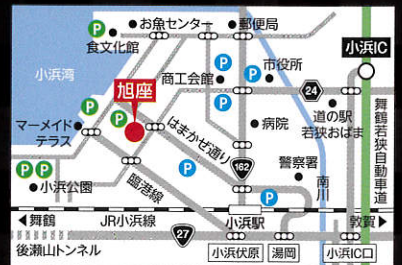 お魚センター
郵便局
P
食文化館
P
小浜IC
小浜湾
商工会館
P
市役所
P
旭座
24
P
P
道の駅
若狭おばま
マーメイド
テラス
はまかぜ通り
病院
舞鶴若狭自動車道
P
162
警察署
P P
小浜公園
臨港線
P
南川
舞鶴
JR小浜線
小浜駅
敦賀
27
後瀬山トンネル
小浜伏原
湯岡
小浜IC口